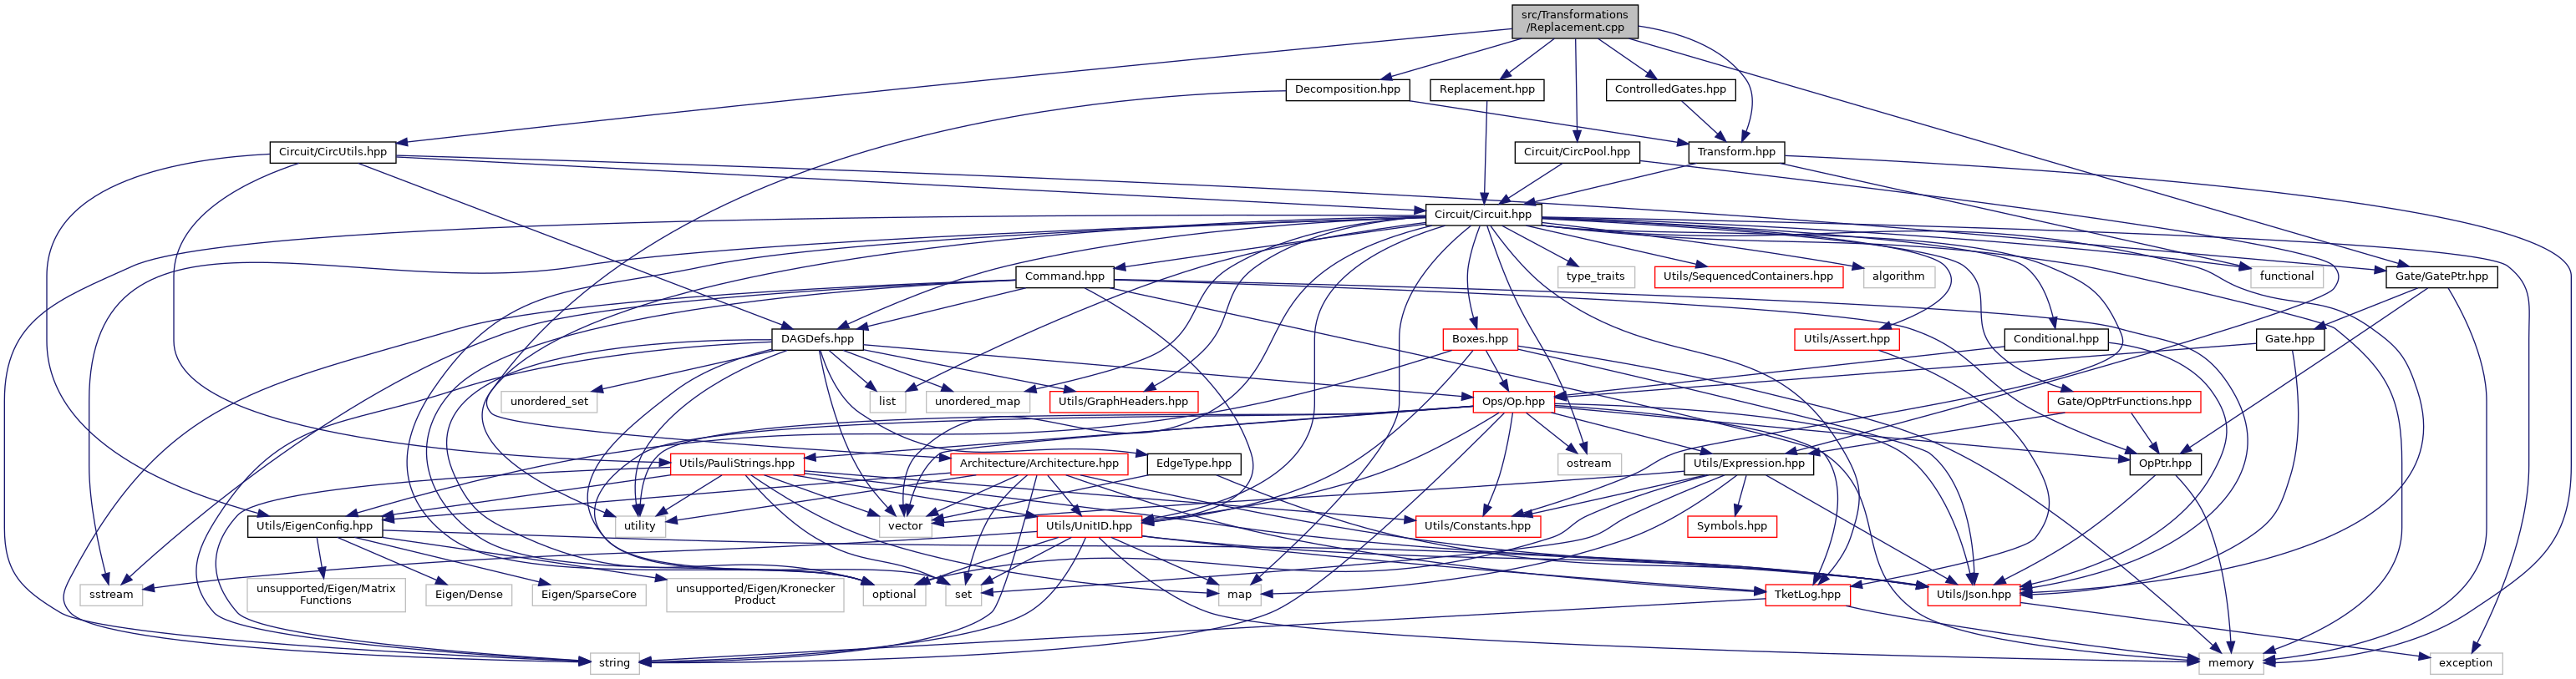 src/Transformations
/Replacement.cpp
Decomposition.hpp
Replacement.hpp
ControlledGates.hpp
Circuit/CircUtils.hpp
Circuit/CircPool.hpp
Transform.hpp
Circuit/Circuit.hpp
Command.hpp
type_traits
Utils/SequencedContainers.hpp
algorithm
functional
Gate/GatePtr.hpp
DAGDefs.hpp
Boxes.hpp
Utils/Assert.hpp
Conditional.hpp
Gate.hpp
unordered_set
list
unordered_map
Utils/GraphHeaders.hpp
Ops/Op.hpp
Gate/OpPtrFunctions.hpp
Utils/PauliStrings.hpp
Architecture/Architecture.hpp
EdgeType.hpp
ostream
Utils/Expression.hpp
OpPtr.hpp
Utils/EigenConfig.hpp
utility
vector
Utils/UnitID.hpp
Utils/Constants.hpp
Symbols.hpp
sstream
unsupported/Eigen/Matrix
Functions
Eigen/Dense
Eigen/SparseCore
unsupported/Eigen/Kronecker
Product
optional
set
map
TketLog.hpp
Utils/Json.hpp
string
memory
exception